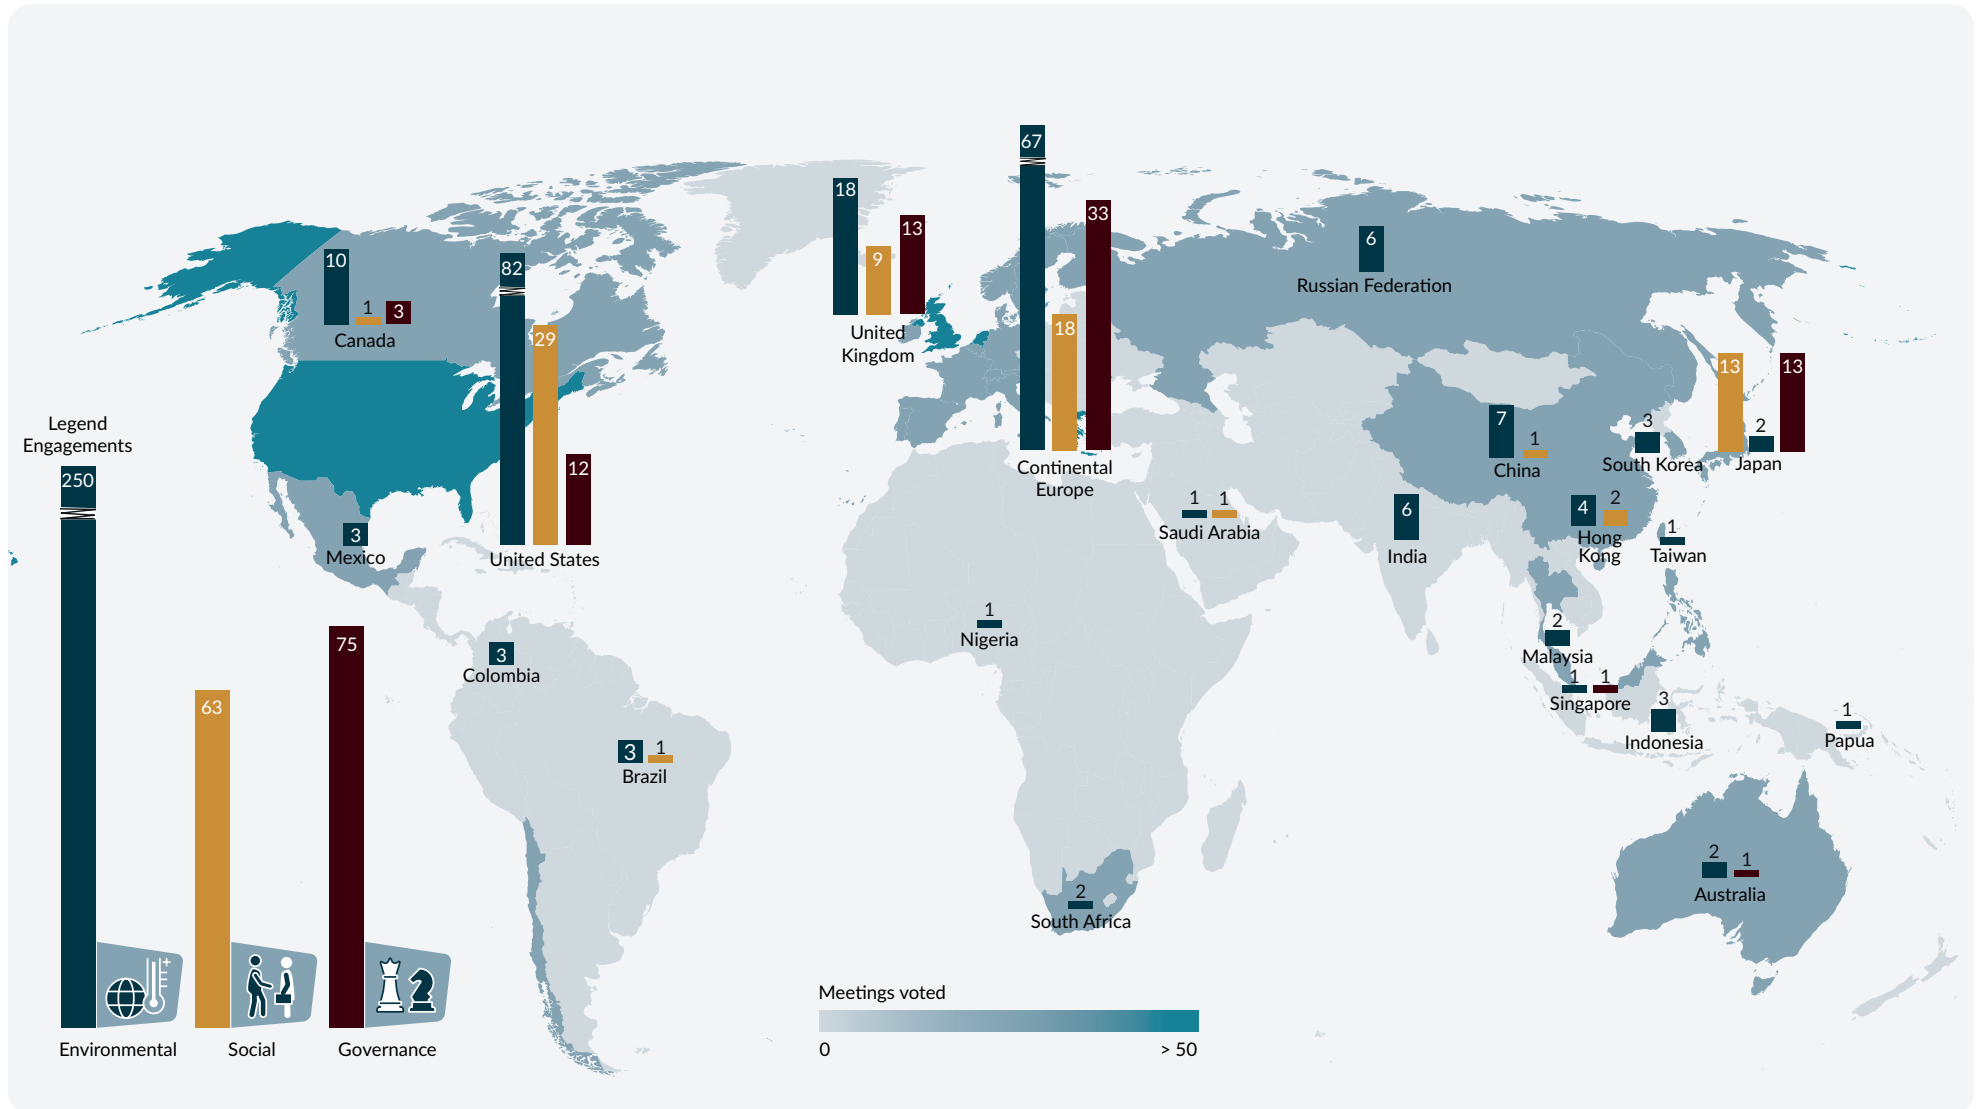 67
18
9
13
33
18
6
Russian Federation
10
1
3
Canada
82
29
12
United States
United
Kingdom
Continental
Europe
13
2
13
Japan
3
South Korea
7
1
China
Legend
Engagements
250
75
63
Environmental
Social
Governance
3
Mexico
1
1
Saudi Arabia
6
India
4
2
Hong
Kong
1
Taiwan
1
Nigeria
3
Colombia
2
Malaysia
1
1
Singapore
3
Indonesia
1
Papua
3
1
Brazil
2
1
Australia
2
South Africa
Meetings voted
0
> 50